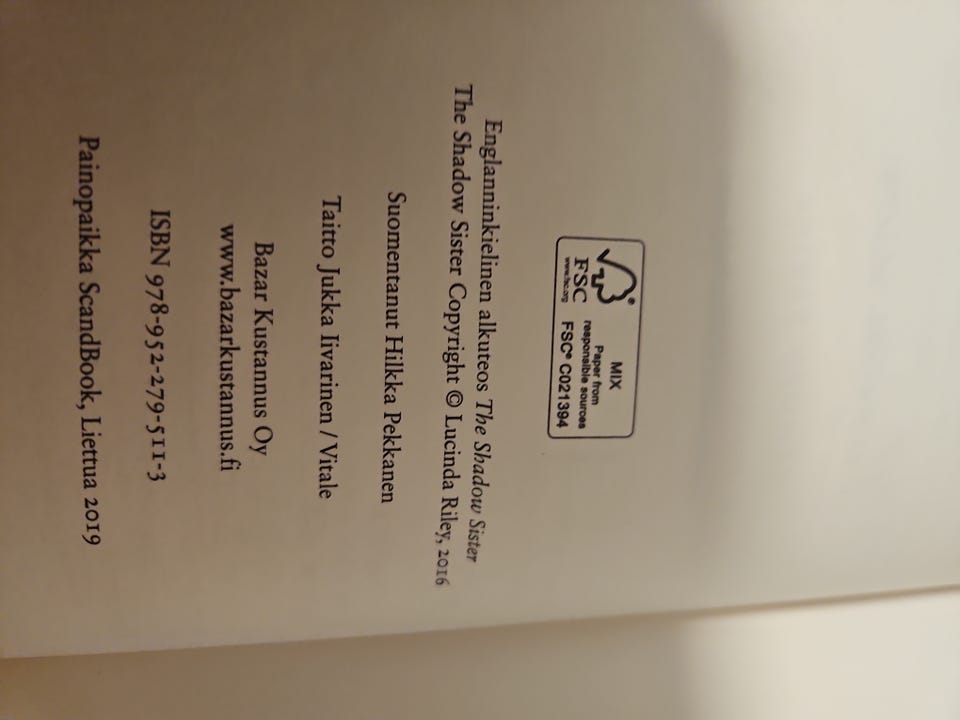 MIX
Paper from
responsible sources
FSC® C021394
FSC
www.fsc.org
Englanninkielinen alkuteos The Shadow Sister
The Shadow Sister Copyright © Lucinda Riley, 2016
Suomentanut Hilkka Pekkanen
Taitto Jukka Iivarinen / Vitale
Bazar Kustannus Oy
www.bazarkustannus.fi
ISBN 978-952-279-511-3
Painopaikka ScandBook, Liettua 2019